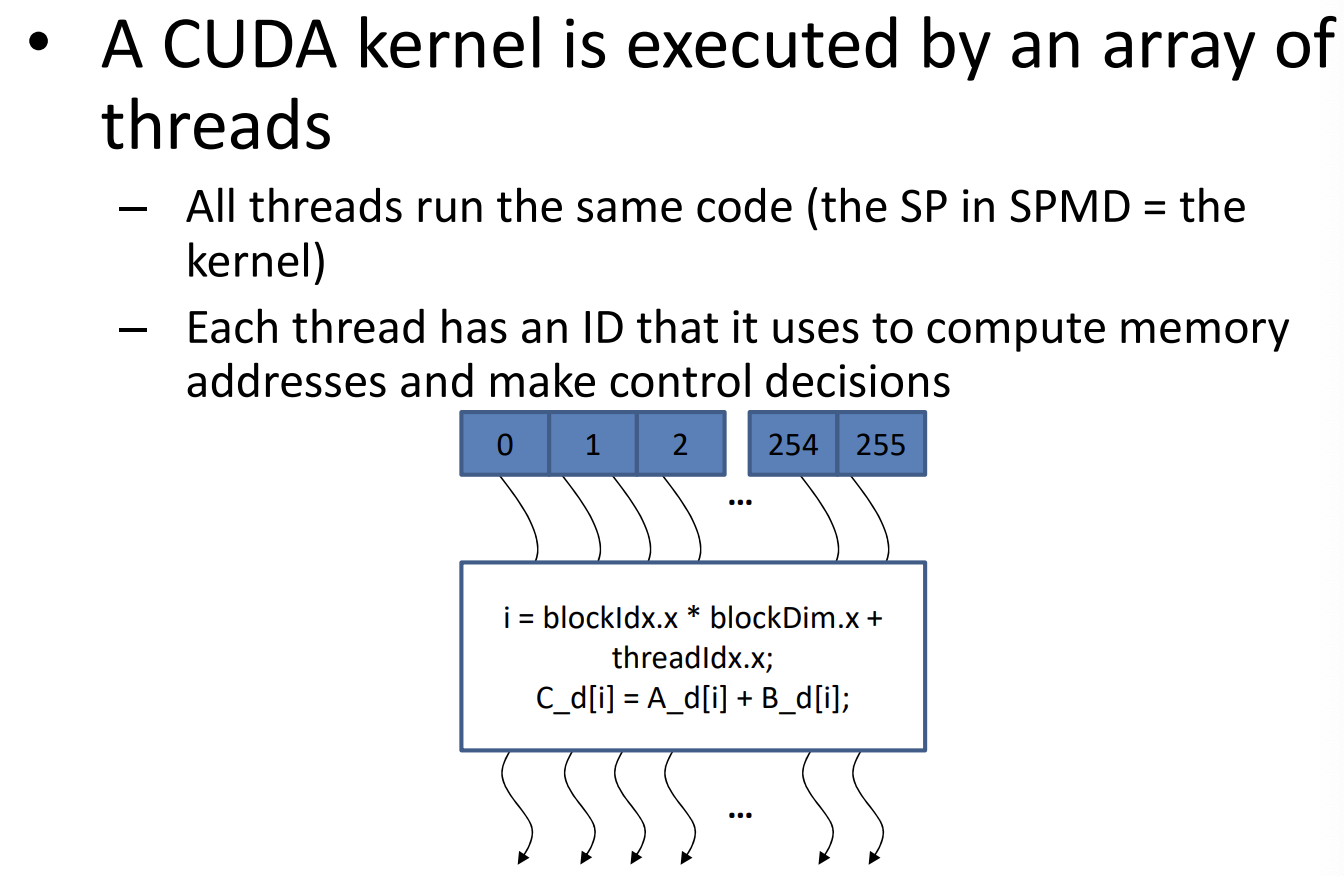 • A CUDA kernel is executed by an array of
threads
– All threads run the same code (the SP in SPMD = the
kernel)
– Each thread has an ID that it uses to compute memory
addresses and make control decisions
0 1 2 254 255
...
i = blockIdx.x * blockDim.x +
threadIdx.x;
C_d[i] = A_d[i] + B_d[i];
...